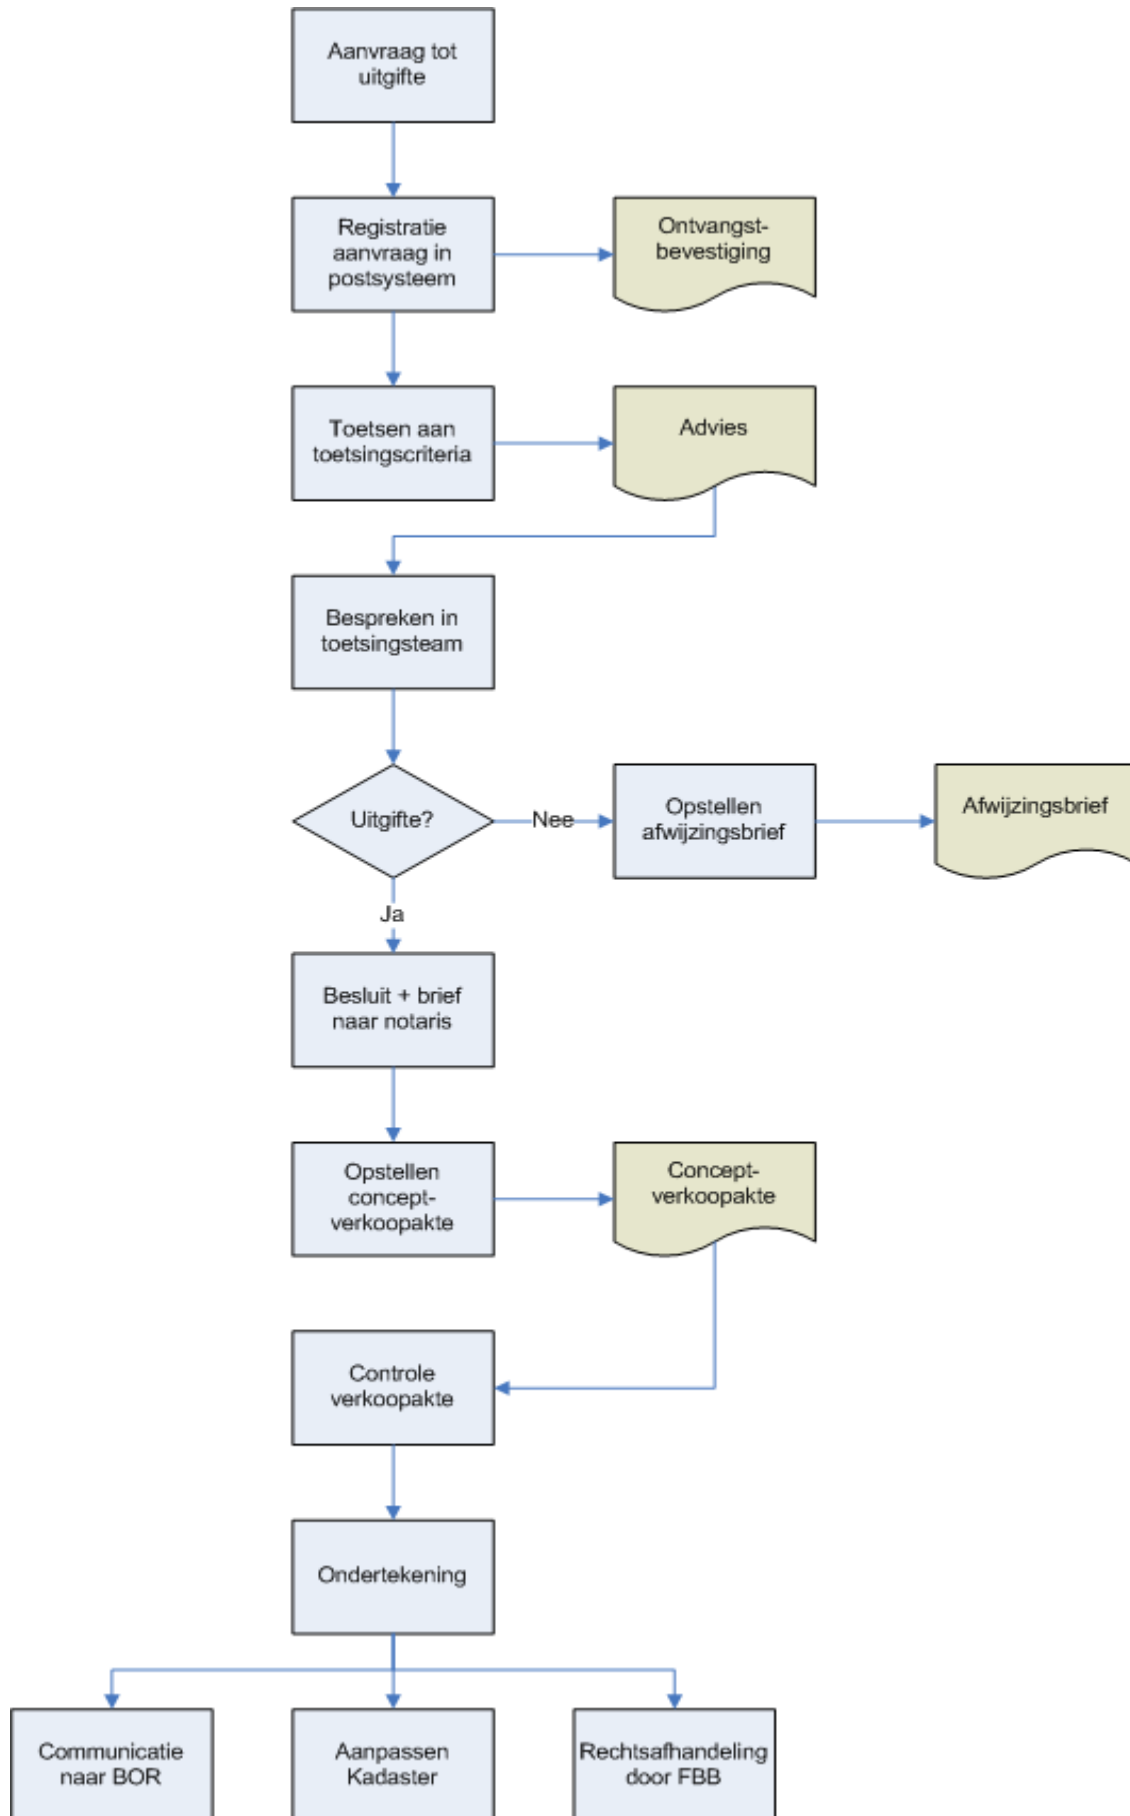 Aanvraag tot
uitgifte
Registratie
aanvraag in
postsysteem
Ontvangst-
bevestiging
Toetsen aan
toetsingscriteria
Advies
Bespreken in
toetsingsteam
Uitgifte?
Nee
Opstellen
afwijzingsbrief
Afwijzingsbrief
Ja
Besluit + brief
naar notaris
Opstellen
concept-
verkoopakte
Concept-
verkoopakte
Controle
verkoopakte
Ondertekening
Communicatie
naar BOR
Aanpassen
Kadaster
Rechtsafhandeling
door FBB